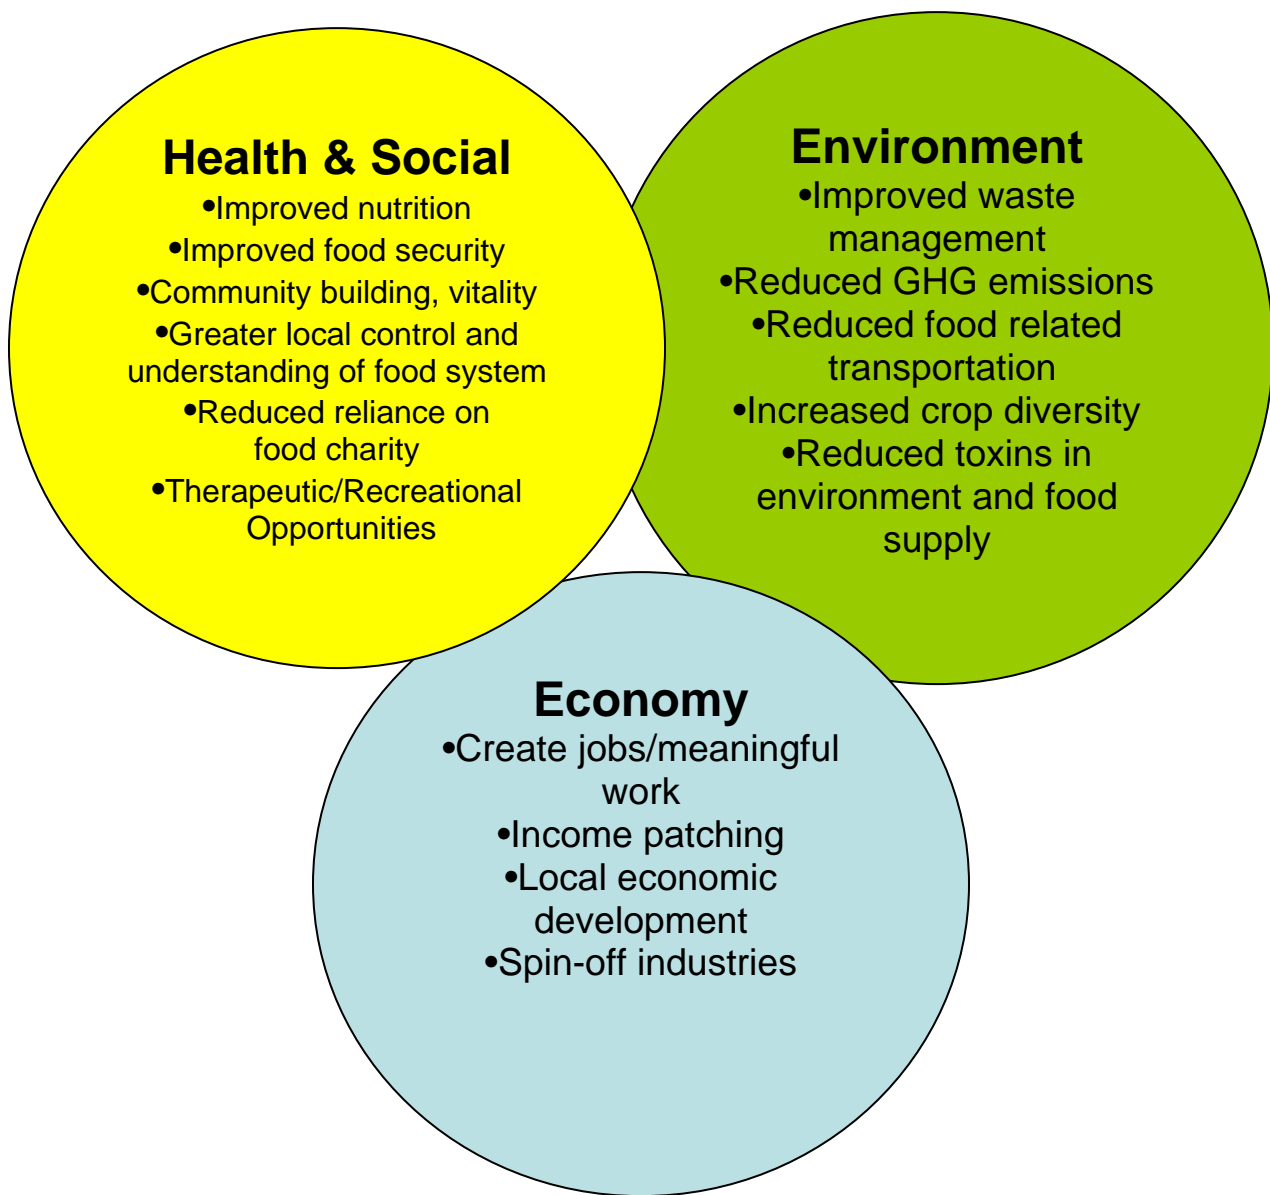 Health & Social
•Improved nutrition
•Improved food security
•Community building, vitality
•Greater local control and
understanding of food system
•Reduced reliance on
food charity
•Therapeutic/Recreational
Opportunities
Environment
•Improved waste
management
•Reduced GHG emissions
•Reduced food related
transportation
•Increased crop diversity
•Reduced toxins in
environment and food
supply
Economy
•Create jobs/meaningful
work
•Income patching
•Local economic
development
•Spin-off industries